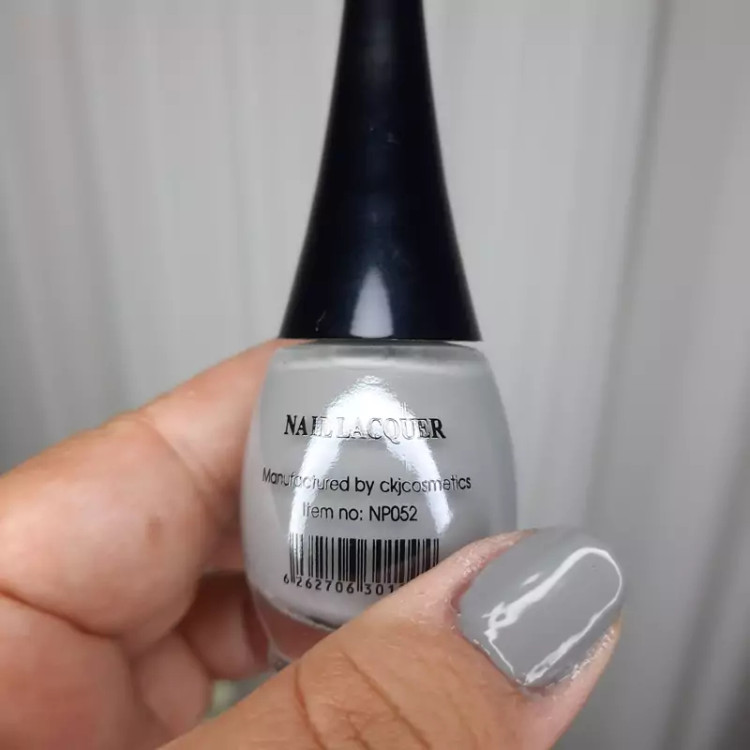 NAIL LACQUER
Manufactured by ckjcosmetics
Item no: NP052